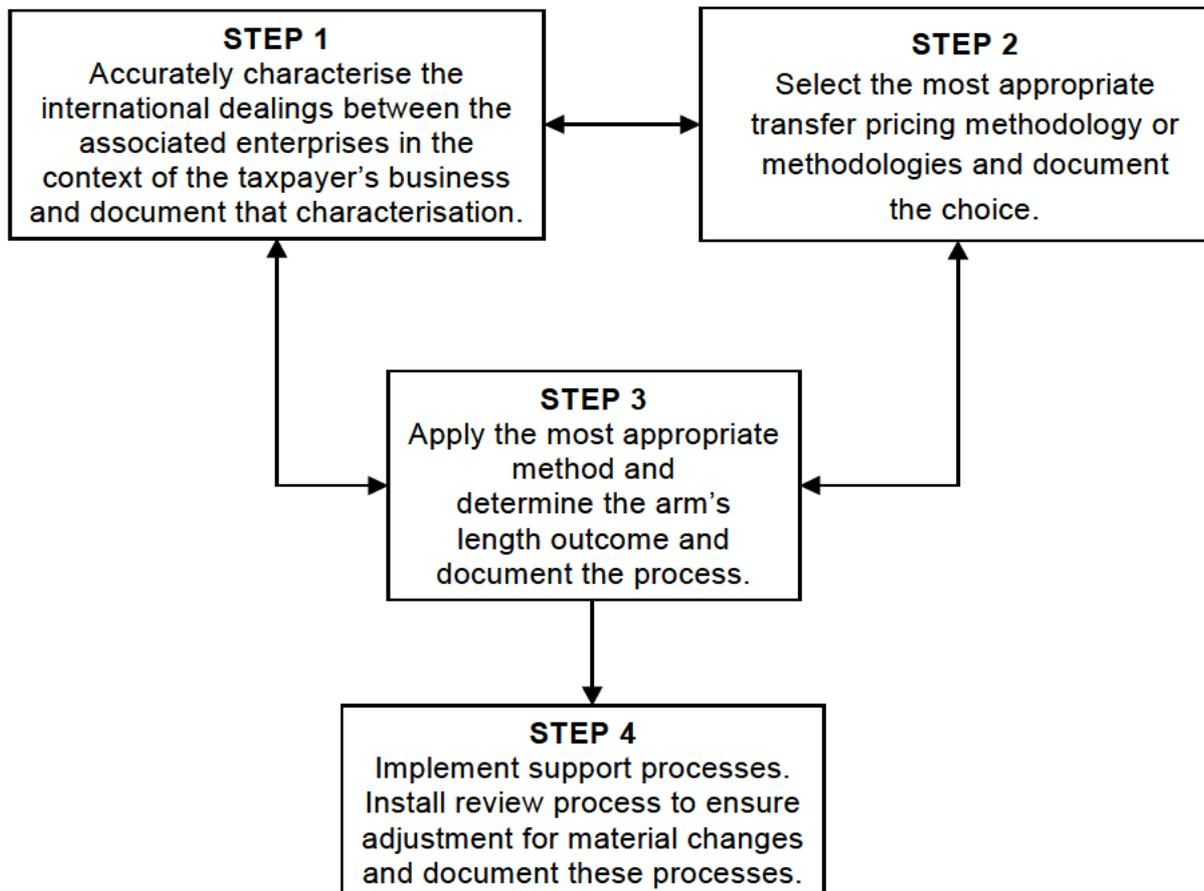 STEP 1
Accurately characterise the
international dealings between the
associated enterprises in the
context of the taxpayer’s business
and document that characterisation.
STEP 2
Select the most appropriate
transfer pricing methodology or
methodologies and document
the choice.
STEP 3
Apply the most appropriate
method and
determine the arm’s
length outcome and
document the process.
STEP 4
Implement support processes.
Install review process to ensure
adjustment for material changes
and document these processes.